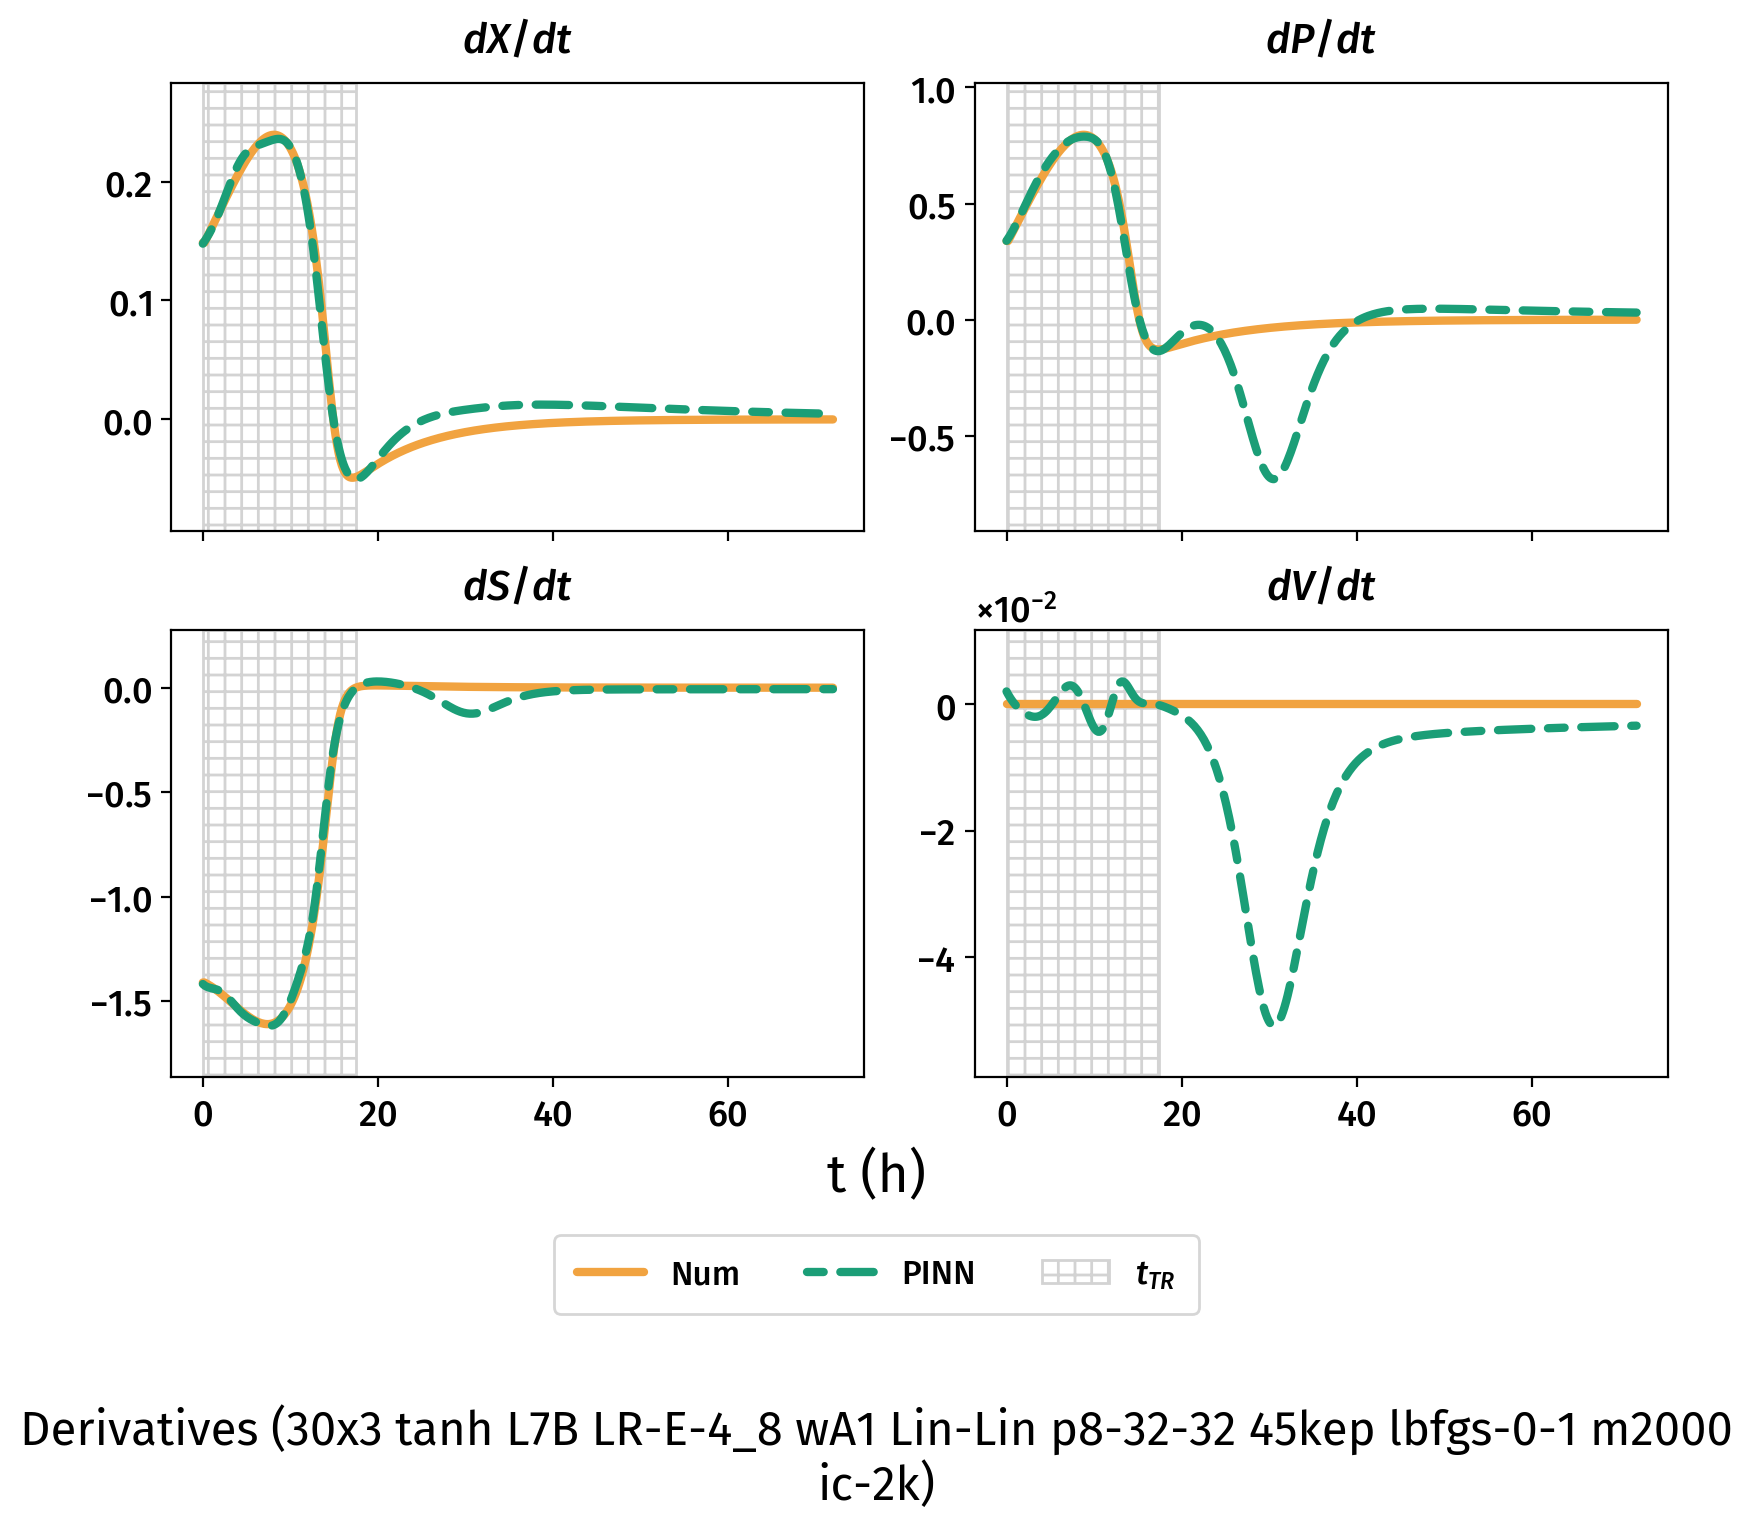 dX/dt
dP/dt
0.2
0.1
0.0
1.0
0.5
0.0
−0.5
dS/dt
dV/dt
×10⁻²
0.0
−0.5
−1.0
−1.5
0
−2
−4
0 20 40 60
0 20 40 60
t (h)
Num PINN t_TR
Derivatives (30x3 tanh L7B LR-E-4_8 wA1 Lin-Lin p8-32-32 45kep lbfgs-0-1 m2000
ic-2k)